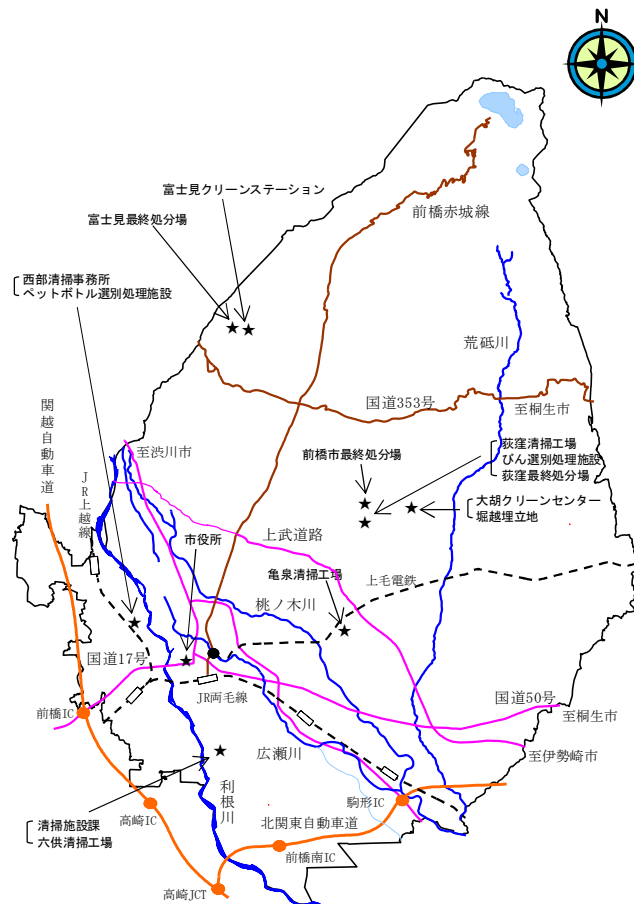 N
富士見クリーンステーション
富士見最終処分場
前橋赤城線
西部清掃事務所
ペットボトル選別処理施設
荒砥川
国道353号
至桐生市
関越自動車道
JR上越線
至渋川市
前橋市最終処分場
荻窪清掃工場
びん選別処理施設
荻窪最終処分場
大胡クリーンセンター
堀越埋立地
上武道路
市役所
亀泉清掃工場
上毛電鉄
桃ノ木川
国道17号
JR両毛線
国道50号
前橋IC
至桐生市
広瀬川
至伊勢崎市
利根川
駒形IC
清掃施設課
六供清掃工場
高崎IC
北関東自動車道
前橋南IC
高崎JCT